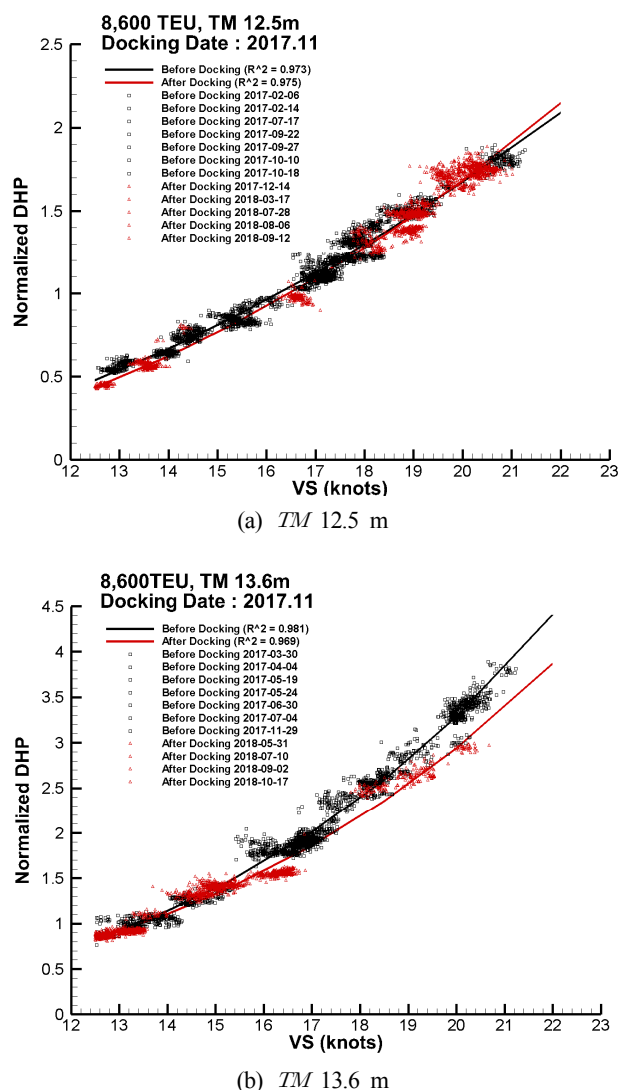 8,600 TEU, TM 12.5m
Docking Date : 2017.11
Before Docking (R^2 = 0.973)
After Docking (R^2 = 0.975)
Before Docking 2017-02-06
Before Docking 2017-02-14
Before Docking 2017-07-17
Before Docking 2017-09-22
Before Docking 2017-09-27
Before Docking 2017-10-10
Before Docking 2017-10-18
After Docking 2017-12-14
After Docking 2018-03-17
After Docking 2018-07-28
After Docking 2018-08-06
After Docking 2018-09-12
Normalized DHP
2.5
2
1.5
1
0.5
0
12 13 14 15 16 17 18 19 20 21 22 23
VS (knots)
(a) TM 12.5 m
8,600TEU, TM 13.6m
Docking Date : 2017.11
Before Docking (R^2 = 0.981)
After Docking (R^2 = 0.969)
Before Docking 2017-03-30
Before Docking 2017-04-04
Before Docking 2017-05-19
Before Docking 2017-05-24
Before Docking 2017-06-30
Before Docking 2017-07-04
Before Docking 2017-11-29
After Docking 2018-05-31
After Docking 2018-07-10
After Docking 2018-09-02
After Docking 2018-10-17
Normalized DHP
4.5
4
3.5
3
2.5
2
1.5
1
0.5
0
12 13 14 15 16 17 18 19 20 21 22 23
VS (knots)
(b) TM 13.6 m